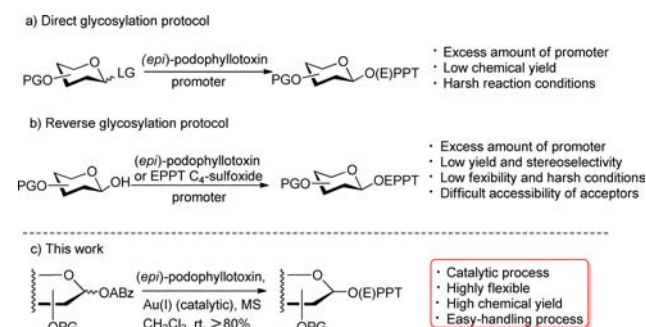 a) Direct glycosylation protocol
PGO
O
LG
(epi)-podophyllotoxin
promoter
PGO
O
O(E)PPT
· Excess amount of promoter
· Low chemical yield
· Harsh reaction conditions
b) Reverse glycosylation protocol
PGO
O
OH
(epi)-podophyllotoxin
or EPPT C4-sulfoxide
promoter
PGO
O
OEPPT
· Excess amount of promoter
· Low yield and stereoselectivity
· Low fexibility and harsh conditions
· Difficult accessibility of acceptors
c) This work
O
OABz
OPG
(epi)-podophyllotoxin,
Au(I) (catalytic), MS
CH2Cl2, rt, >80%
O
O(E)PPT
OPG
· Catalytic process
· Highly flexible
· High chemical yield
· Easy-handling process